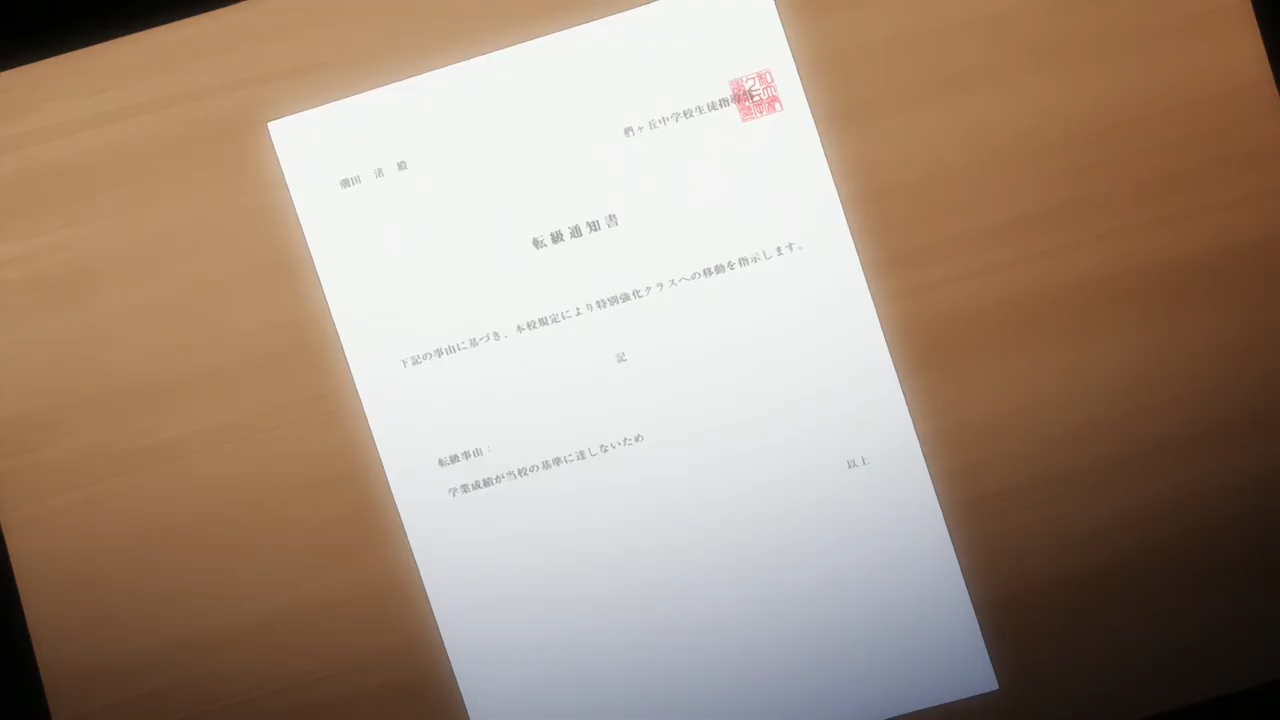 椚ヶ丘中学校生徒指導部
潮田 渚 殿
転級通知書
下記の事由に基づき、本校規定により特別強化クラスへの移動を指示します。
記
転級事由：
学業成績が当校の基準に達しないため
以上